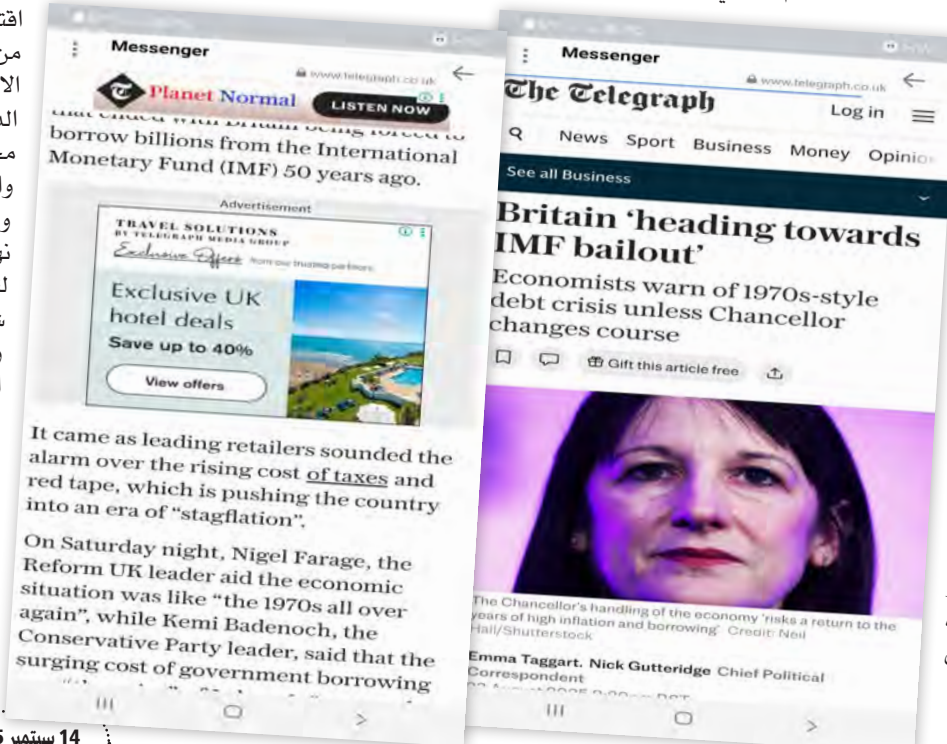 Messenger
www.telegraph.co.uk
Planet Normal
LISTEN NOW
borrow billions from the International
Monetary Fund (IMF) 50 years ago.
Advertisement
TRAVEL SOLUTIONS
BY TELEGRAPH MEDIA GROUP
Exclusive Offers from our trusted partners
Exclusive UK
hotel deals
Save up to 40%
View offers
It came as leading retailers sounded the
alarm over the rising cost of taxes and
red tape, which is pushing the country
into an era of “stagflation”.
On Saturday night, Nigel Farage, the
Reform UK leader aid the economic
situation was like “the 1970s all over
again”, while Kemi Badenoch, the
Conservative Party leader, said that the
surging cost of government borrowing
Messenger
www.telegraph.co.uk
The Telegraph
Log in
News Sport Business Money Opinion
See all Business
Britain ‘heading towards
IMF bailout’
Economists warn of 1970s-style
debt crisis unless Chancellor
changes course
Gift this article free
The Chancellor's handling of the economy 'risks a return to the
years of high inflation and borrowing' Credit: Neil
Hall/Shutterstock
Emma Taggart. Nick Gutteridge Chief Political
Correspondent
14 سبتمبر